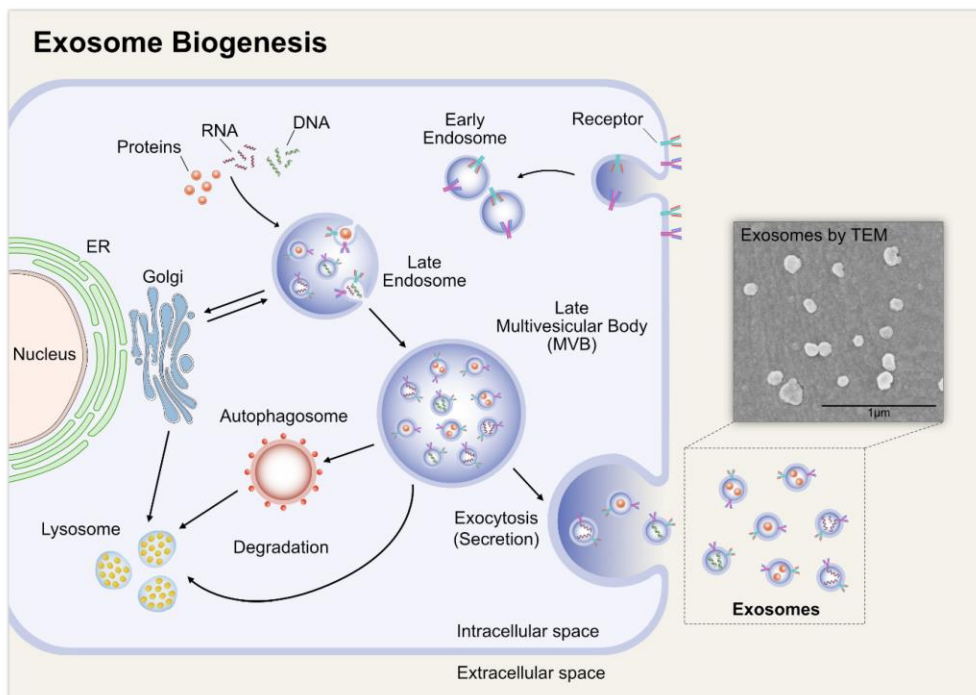 Exosome Biogenesis
Proteins
RNA
DNA
Early
Endosome
Receptor
ER
Golgi
Late
Endosome
Nucleus
Late
Multivesicular Body
(MVB)
Exosomes by TEM
1µm
Autophagosome
Lysosome
Degradation
Exocytosis
(Secretion)
Exosomes
Intracellular space
Extracellular space